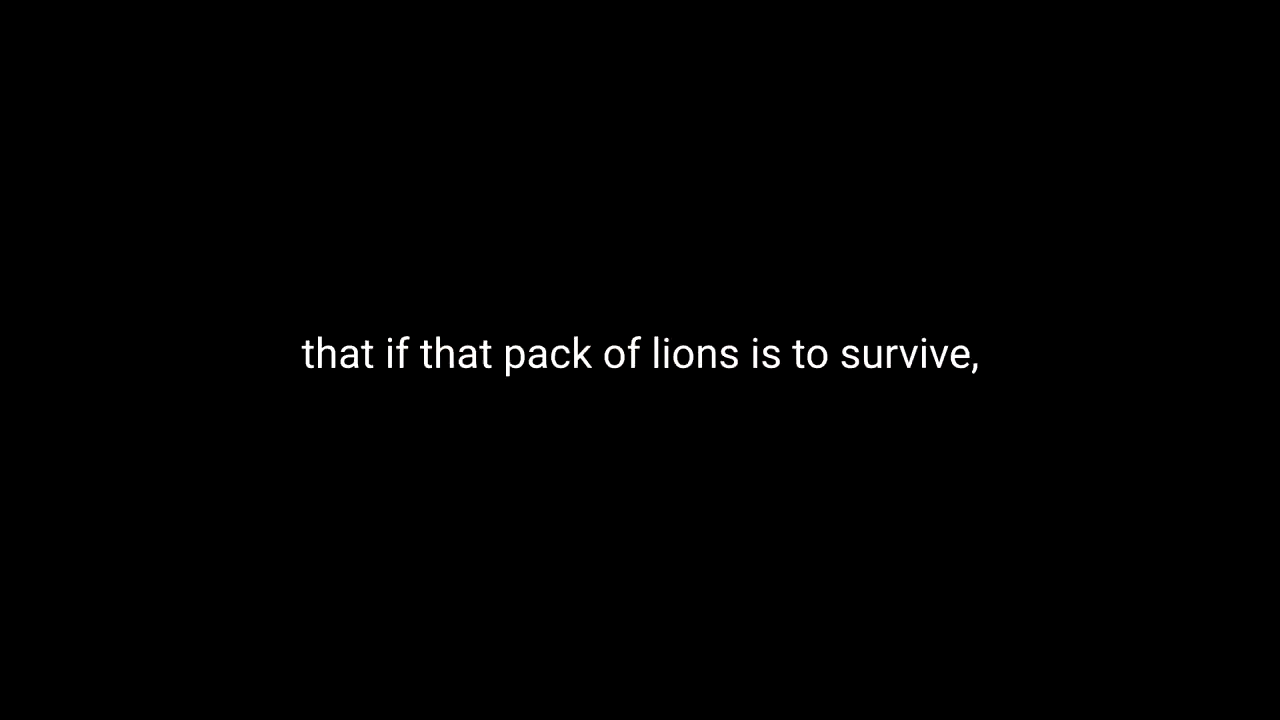 that if that pack of lions is to survive,